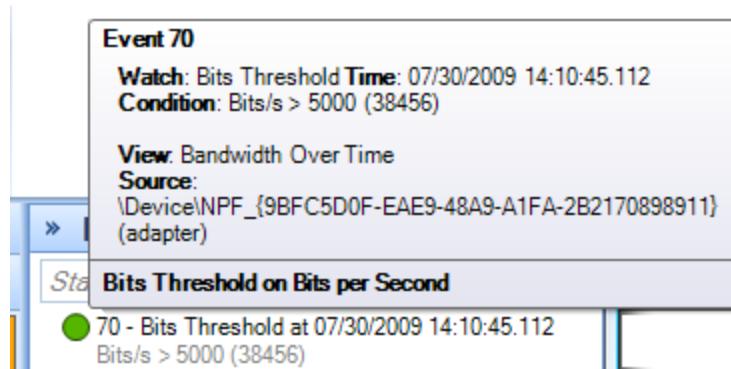 Event 70
Watch: Bits Threshold Time: 07/30/2009 14:10:45.112
Condition: Bits/s > 5000 (38456)
View: Bandwidth Over Time
Source:
\Device\NPF_{9BFC5D0F-EAE9-48A9-A1FA-2B2170898911}
(adapter)
»
Bits Threshold on Bits per Second
70 - Bits Threshold at 07/30/2009 14:10:45.112
Bits/s > 5000 (38456)